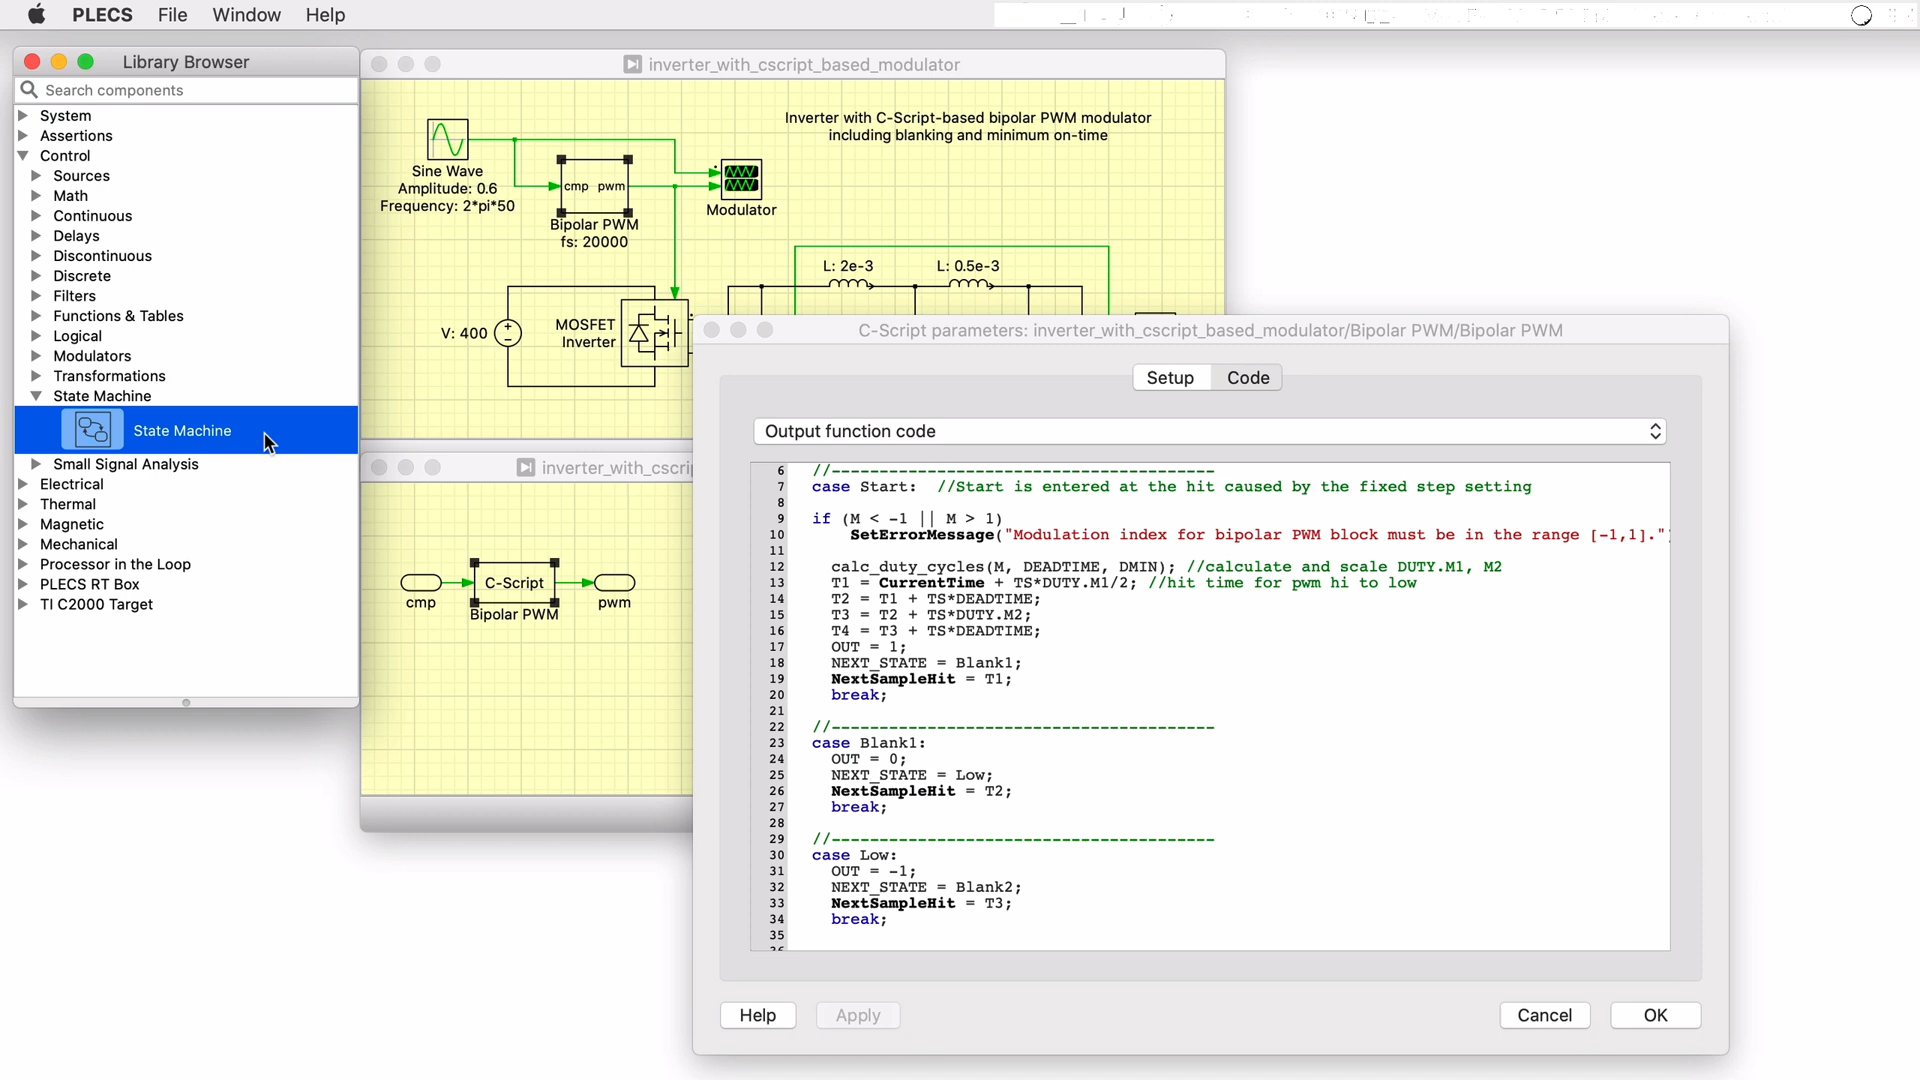 PLECS File Window Help
Library Browser
Search components
System
Assertions
Control
Sources
Math
Continuous
Delays
Discontinuous
Discrete
Filters
Functions & Tables
Logical
Modulators
Transformations
State Machine
State Machine
Small Signal Analysis
Electrical
Thermal
Magnetic
Mechanical
Processor in the Loop
PLECS RT Box
TI C2000 Target
inverter_with_cscript_based_modulator
Inverter with C-Script-based bipolar PWM modulator
including blanking and minimum on-time
Sine Wave
Amplitude: 0.6
Frequency: 2*pi*50
cmp pwm
Bipolar PWM
fs: 20000
Modulator
L: 2e-3
L: 0.5e-3
V: 400
MOSFET
Inverter
inverter_with_cscri
cmp
C-Script
Bipolar PWM
pwm
C-Script parameters: inverter_with_cscript_based_modulator/Bipolar PWM/Bipolar PWM
Setup Code
Output function code
6 //----------------------------------------
7 case Start: //Start is entered at the hit caused by the fixed step setting
8
9 if (M < -1 || M > 1)
10 SetErrorMessage("Modulation index for bipolar PWM block must be in the range [-1,1]."
11
12 calc_duty_cycles(M, DEADTIME, DMIN); //calculate and scale DUTY.M1, M2
13 T1 = CurrentTime + TS*DUTY.M1/2; //hit time for pwm hi to low
14 T2 = T1 + TS*DEADTIME;
15 T3 = T2 + TS*DUTY.M2;
16 T4 = T3 + TS*DEADTIME;
17 OUT = 1;
18 NEXT_STATE = Blank1;
19 NextSampleHit = T1;
20 break;
21
22 //----------------------------------------
23 case Blank1:
24 OUT = 0;
25 NEXT_STATE = Low;
26 NextSampleHit = T2;
27 break;
28
29 //----------------------------------------
30 case Low:
31 OUT = -1;
32 NEXT_STATE = Blank2;
33 NextSampleHit = T3;
34 break;
35
Help Apply Cancel OK